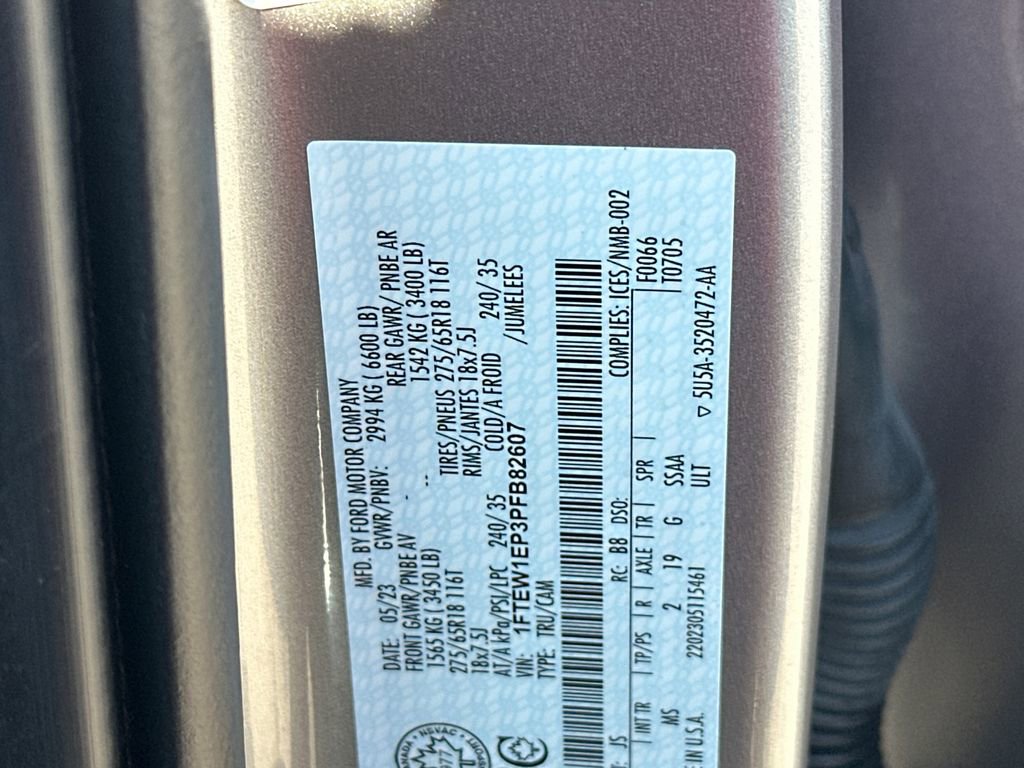 MFD. BY FORD MOTOR COMPANY
DATE: 05/23 GVWR/PNBV: 2994 KG ( 6600 LB)
FRONT GAWR/PNBE AV REAR GAWR/ PNBE AR
1565 KG ( 3450 LB) -- 1542 KG ( 3400 LB)
275/65R18 116T TIRES/PNEUS 275/65R18 116T
18x7.5J RIMS/JANTES 18x7.5J
AT/A kPa/PSI/LPC 240/ 35 COLD/A FROID 240/ 35
VIN: 1FTEW1EP3PFB82607 /JUMELEES
TYPE: TRU/CAM
COMPLIES: ICES/NMB-002
: JS RC: B8 DSO: F0066
| INT TR | TP/PS | R | AXLE | TR | SPR | T0705
MS 2 19 G SSAA
IN U.S.A. 220230511 5461 ULT ▽ 5U5A-3520472-AA
NSVAC